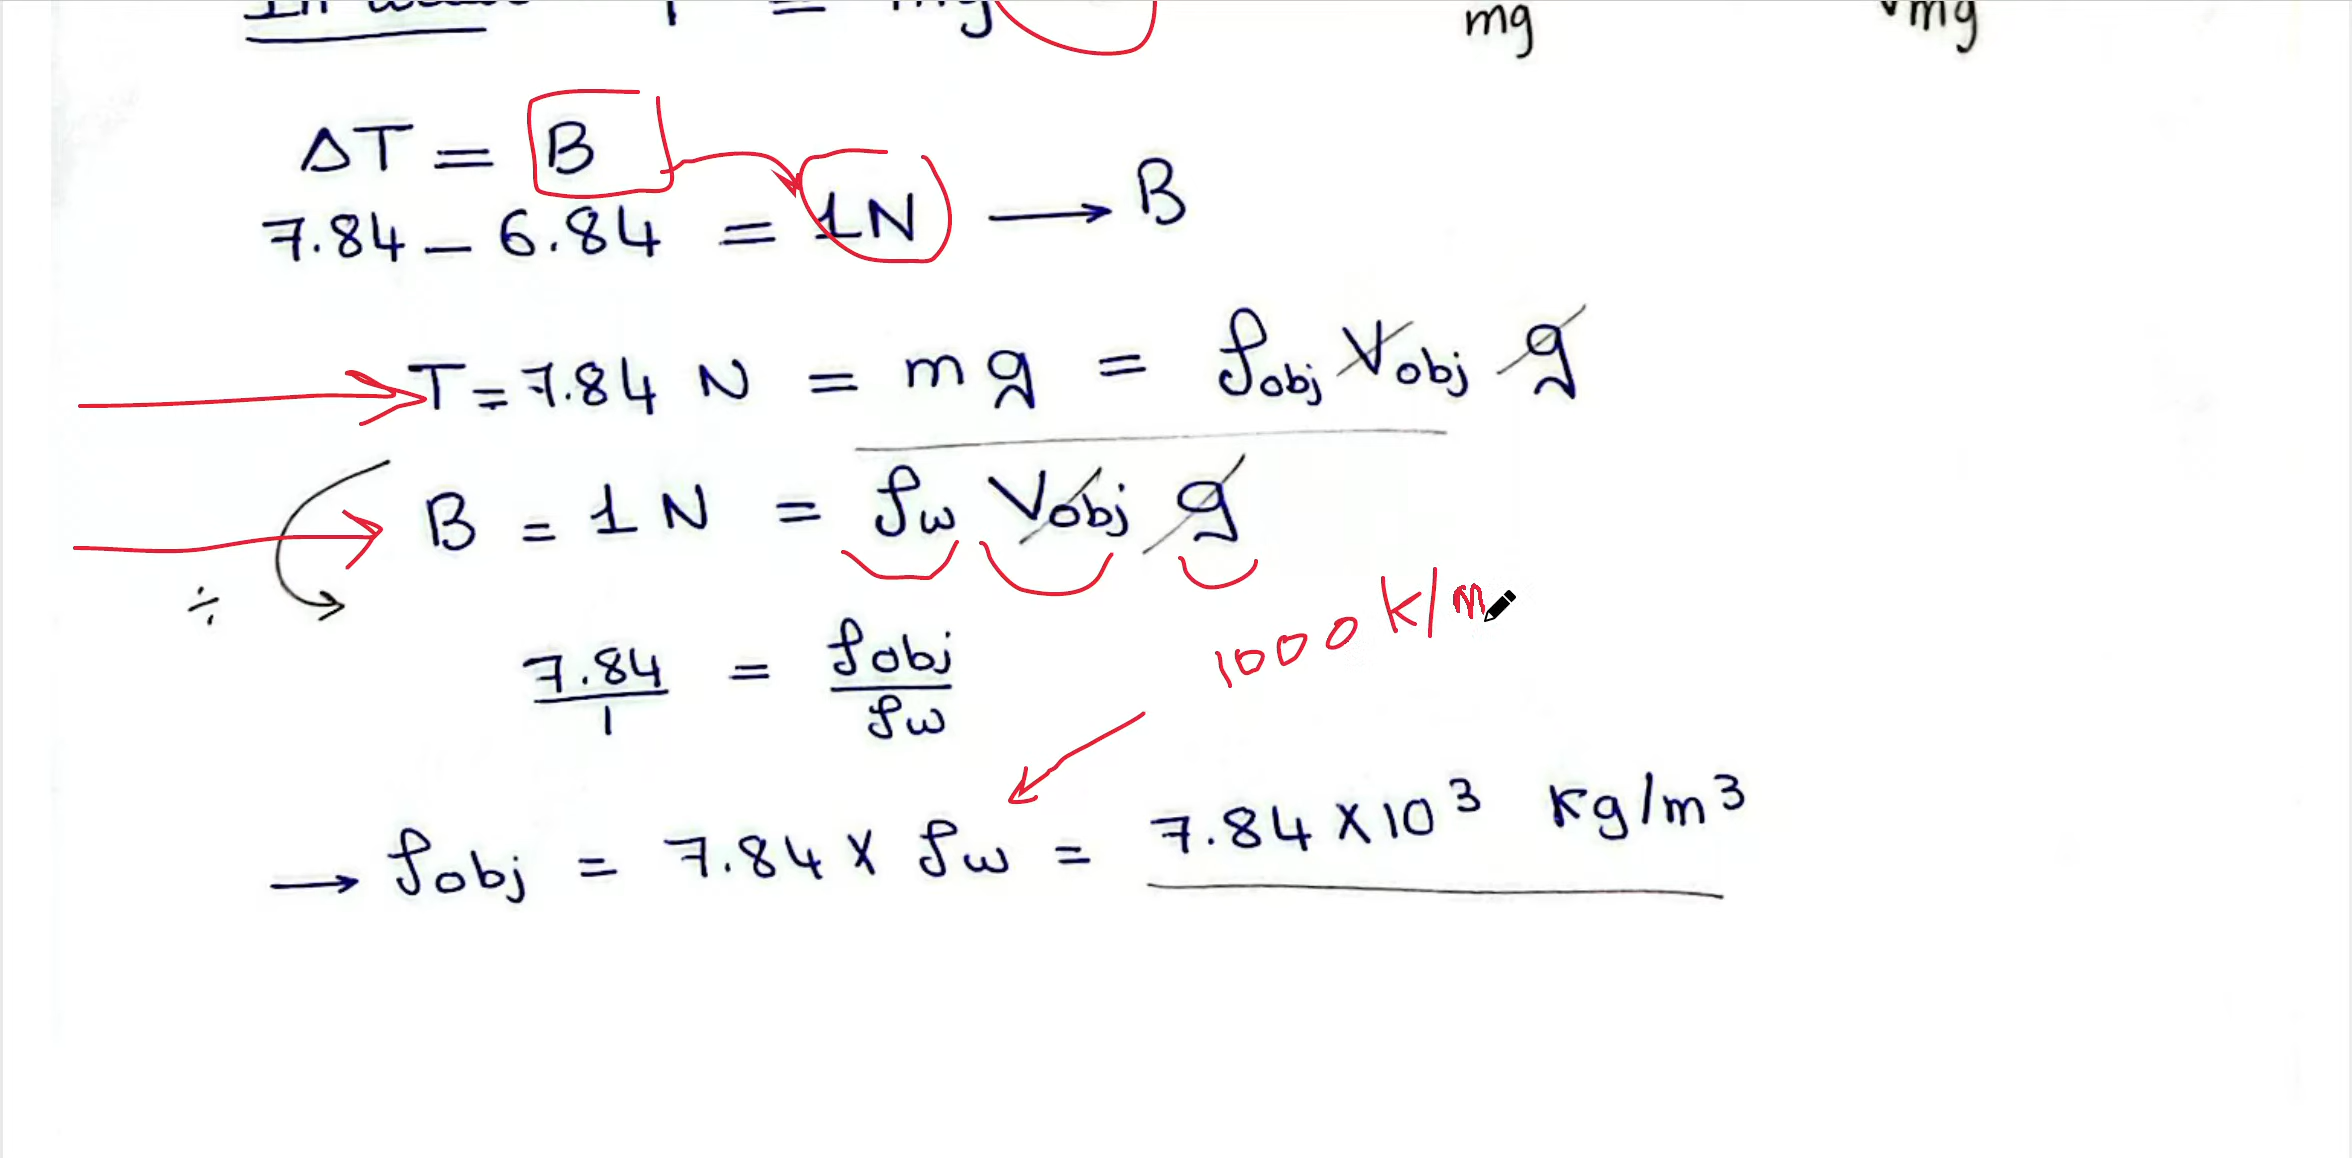 mg
mg
mg
ΔT = B
7.84 – 6.84 = 1N → B
T = 7.84 N = mg = ρobj Vobj g
B = 1 N = ρw Vobj g
÷
1000 k/m
7.84/1 = ρobj/ρw
→ ρobj = 7.84 × ρw = 7.84 × 10³ Kg/m³